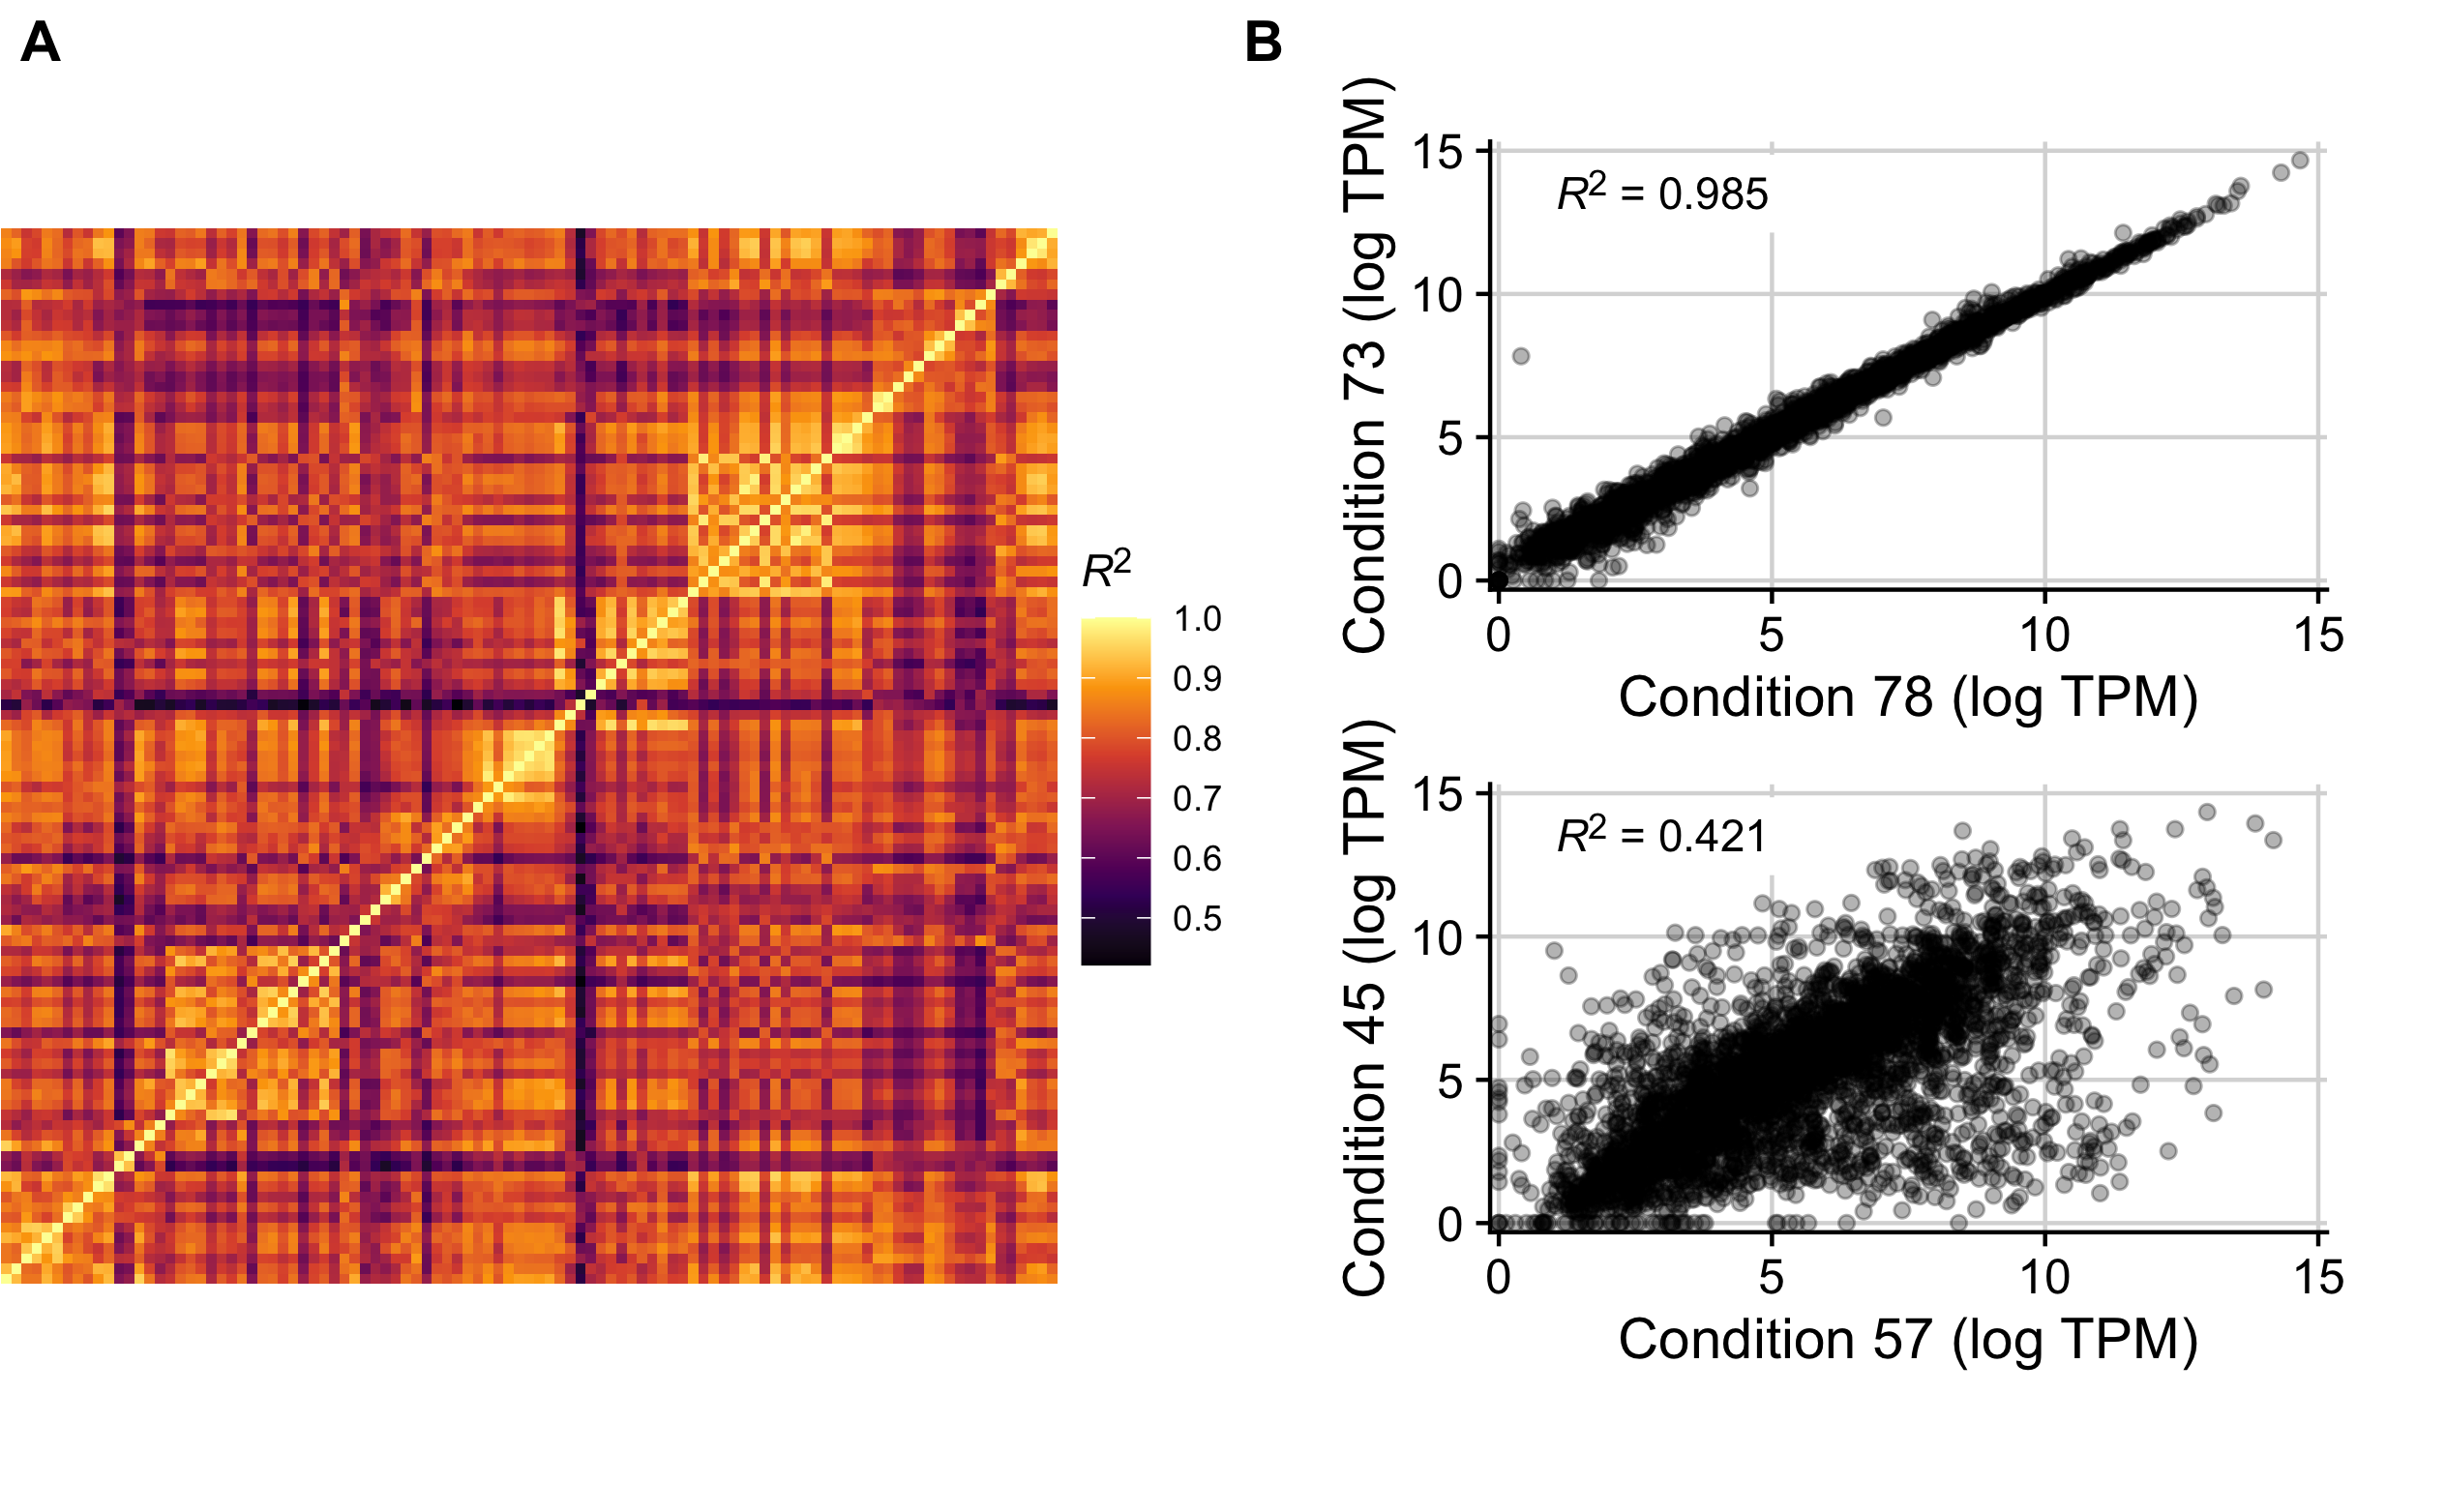 A
R2
1.0
0.9
0.8
0.7
0.6
0.5
B
Condition 73 (log TPM)
15
10
5
0
R2 = 0.985
0 5 10 15
Condition 78 (log TPM)
Condition 45 (log TPM)
15
10
5
0
R2 = 0.421
0 5 10 15
Condition 57 (log TPM)